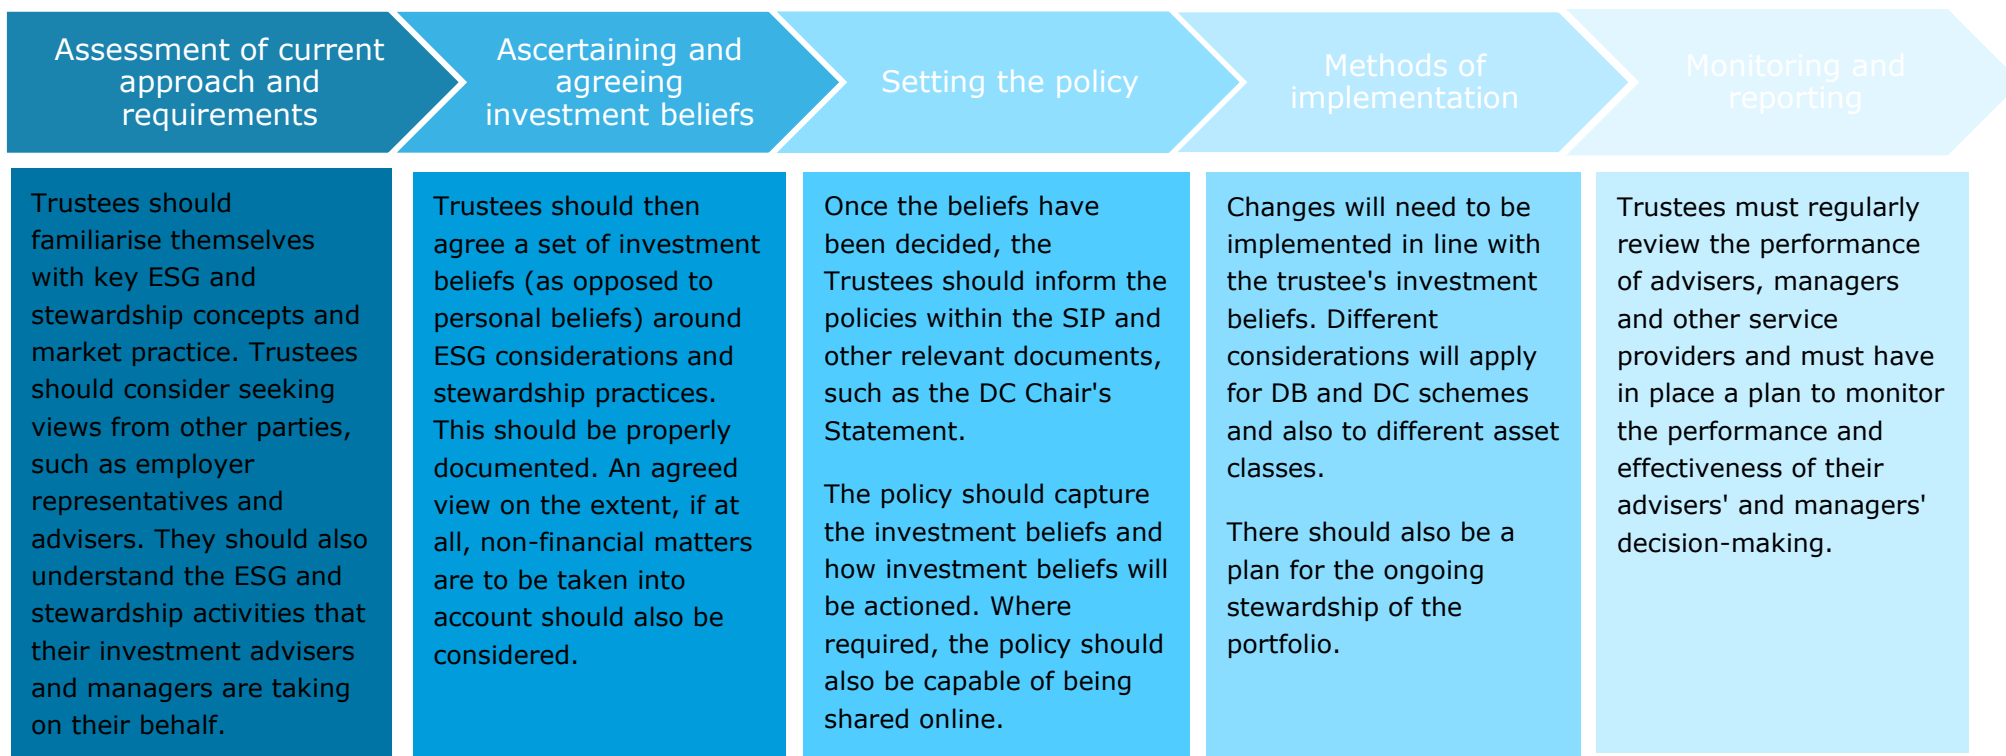 Assessment of current
approach and
requirements
Ascertaining and
agreeing
investment beliefs
Setting the policy
Methods of
implementation
Monitoring and
reporting
Trustees should
familiarise themselves
with key ESG and
stewardship concepts and
market practice. Trustees
should consider seeking
views from other parties,
such as employer
representatives and
advisers. They should also
understand the ESG and
stewardship activities that
their investment advisers
and managers are taking
on their behalf.
Trustees should then
agree a set of investment
beliefs (as opposed to
personal beliefs) around
ESG considerations and
stewardship practices.
This should be properly
documented. An agreed
view on the extent, if at
all, non-financial matters
are to be taken into
account should also be
considered.
Once the beliefs have
been decided, the
Trustees should inform the
policies within the SIP and
other relevant documents,
such as the DC Chair's
Statement.
The policy should capture
the investment beliefs and
how investment beliefs will
be actioned. Where
required, the policy should
also be capable of being
shared online.
Changes will need to be
implemented in line with
the trustee's investment
beliefs. Different
considerations will apply
for DB and DC schemes
and also to different asset
classes.
There should also be a
plan for the ongoing
stewardship of the
portfolio.
Trustees must regularly
review the performance
of advisers, managers
and other service
providers and must have
in place a plan to monitor
the performance and
effectiveness of their
advisers' and managers'
decision-making.